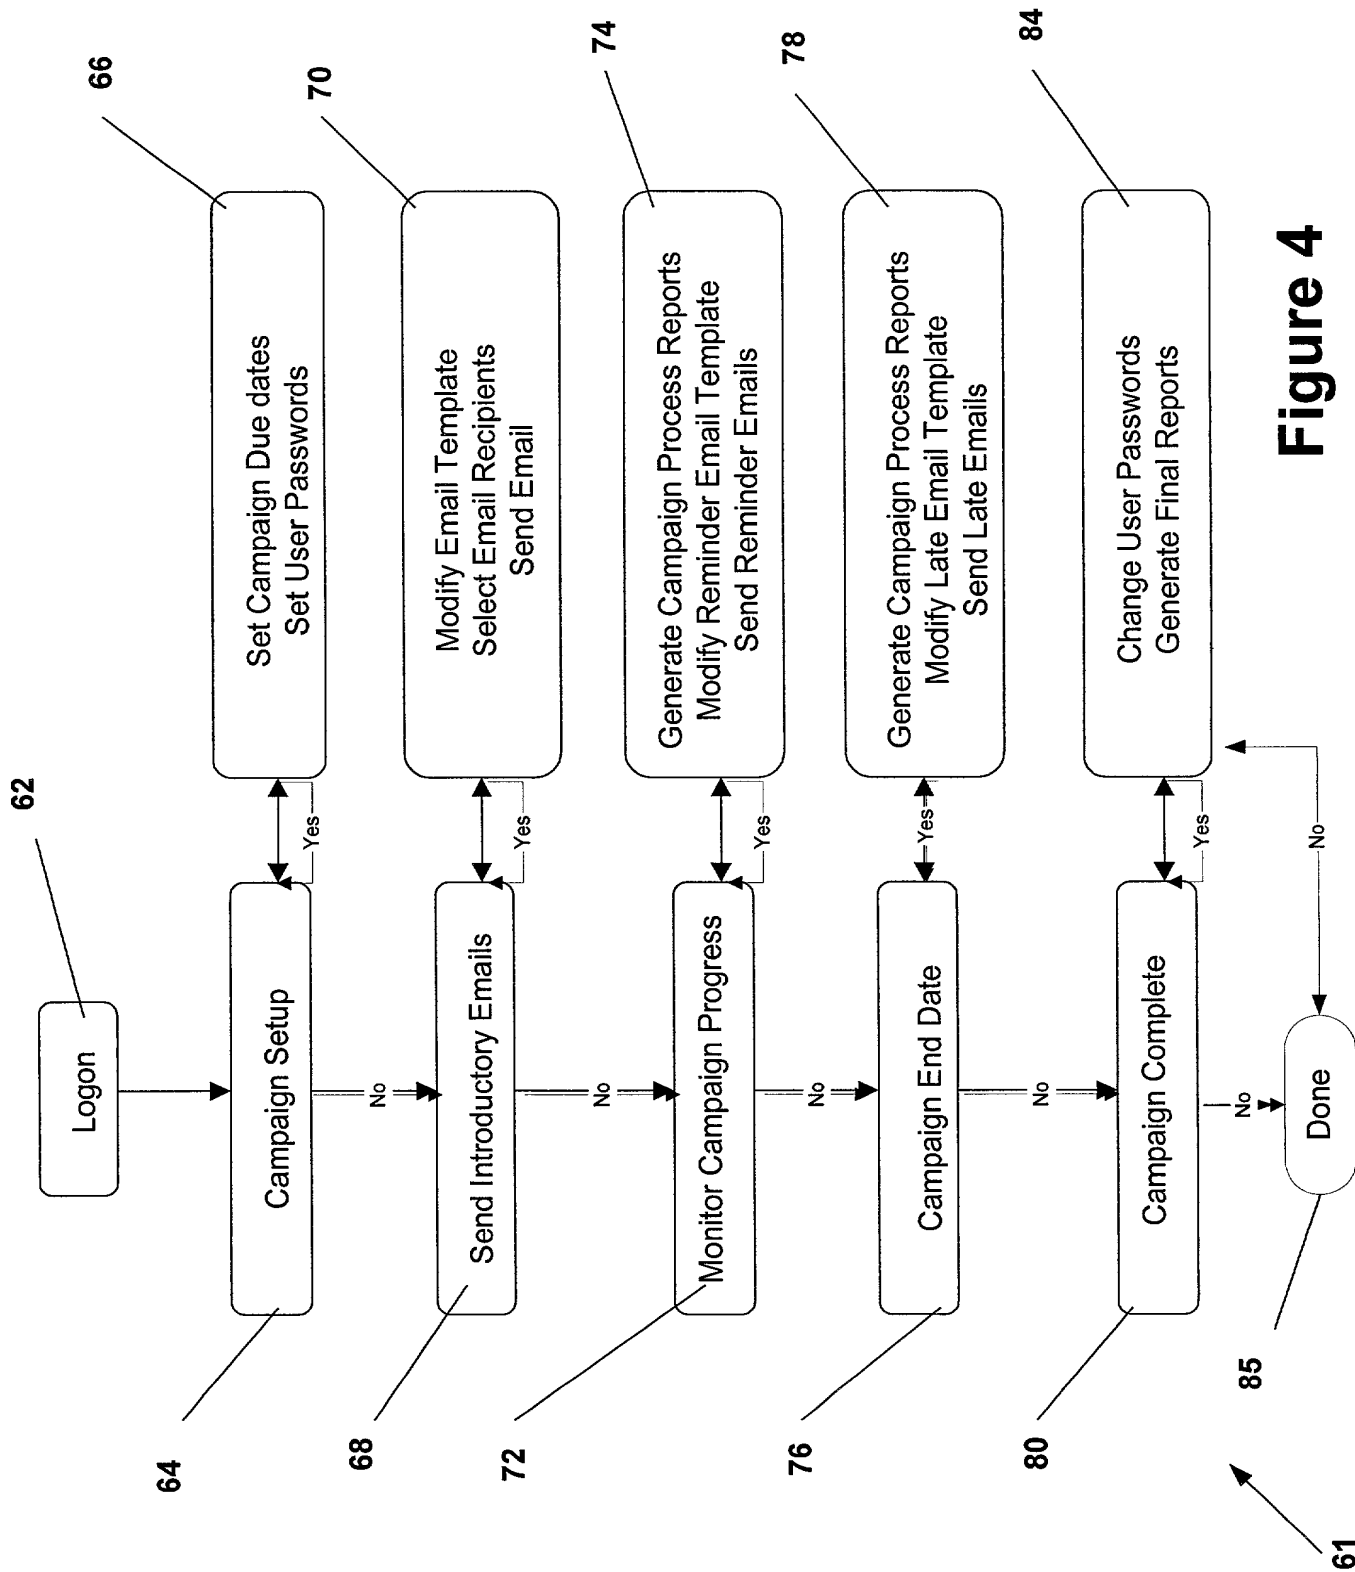 62
Logon
66
64
Campaign Setup
Yes
Set Campaign Due dates
Set User Passwords
No
70
68
Send Introductory Emails
Yes
Modify Email Template
Select Email Recipients
Send Email
No
74
72
Monitor Campaign Progress
Yes
Generate Campaign Process Reports
Modify Reminder Email Template
Send Reminder Emails
No
78
76
Campaign End Date
Yes
Generate Campaign Process Reports
Modify Late Email Template
Send Late Emails
No
84
80
Campaign Complete
Yes
Change User Passwords
Generate Final Reports
No
No
85
Done
61
Figure 4